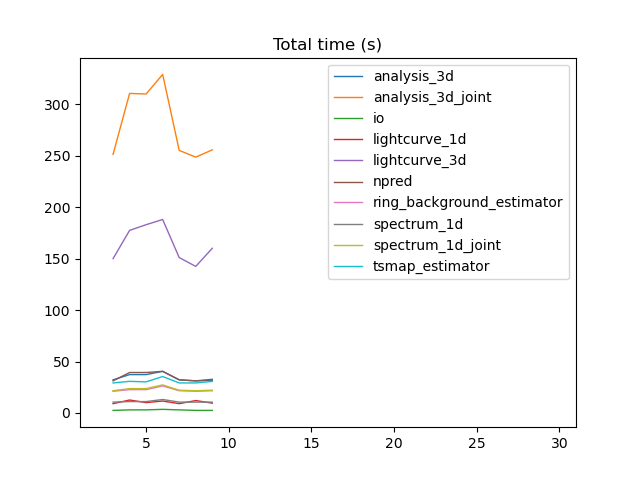 Total time (s)
analysis_3d
analysis_3d_joint
io
lightcurve_1d
lightcurve_3d
npred
ring_background_estimator
spectrum_1d
spectrum_1d_joint
tsmap_estimator
300
250
200
150
100
50
0
5 10 15 20 25 30